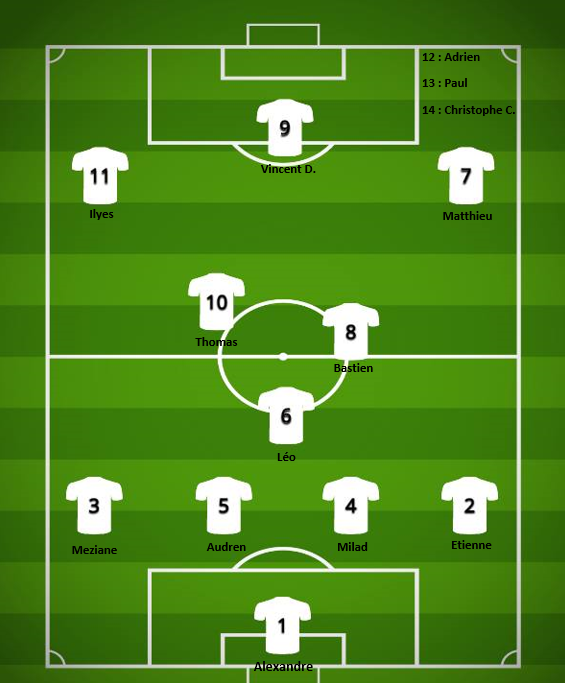 12 : Adrien
13 : Paul
14 : Christophe C.
9
Vincent D.
11
Ilyes
7
Matthieu
10
Thomas
8
Bastien
6
Léo
3
Meziane
5
Audren
4
Milad
2
Etienne
1
Alexandre